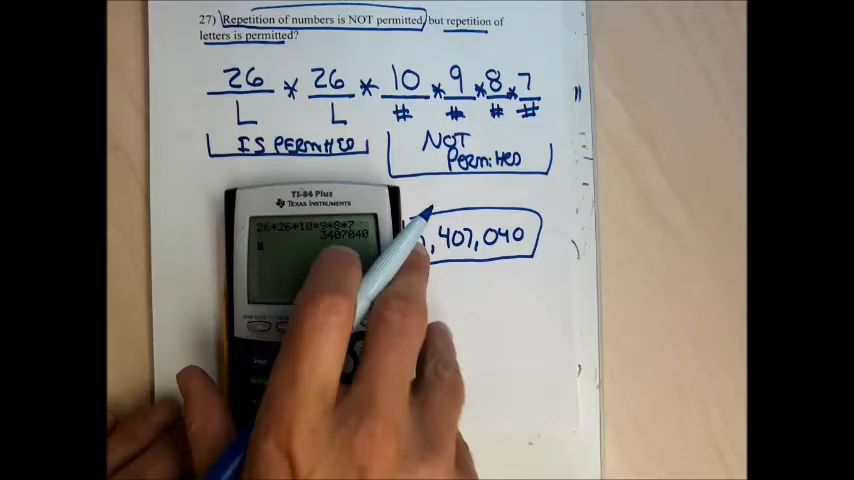 27) Repetition of numbers is NOT permitted, but repetition of
letters is permitted?
26 * 26 * 10 * 9 * 8 * 7
L L # # # #
IS PERMITTED
NOT
PERMITTED
TI-84 Plus
TEXAS INSTRUMENTS
26*26*10*9*8*7
3407040
,407,040